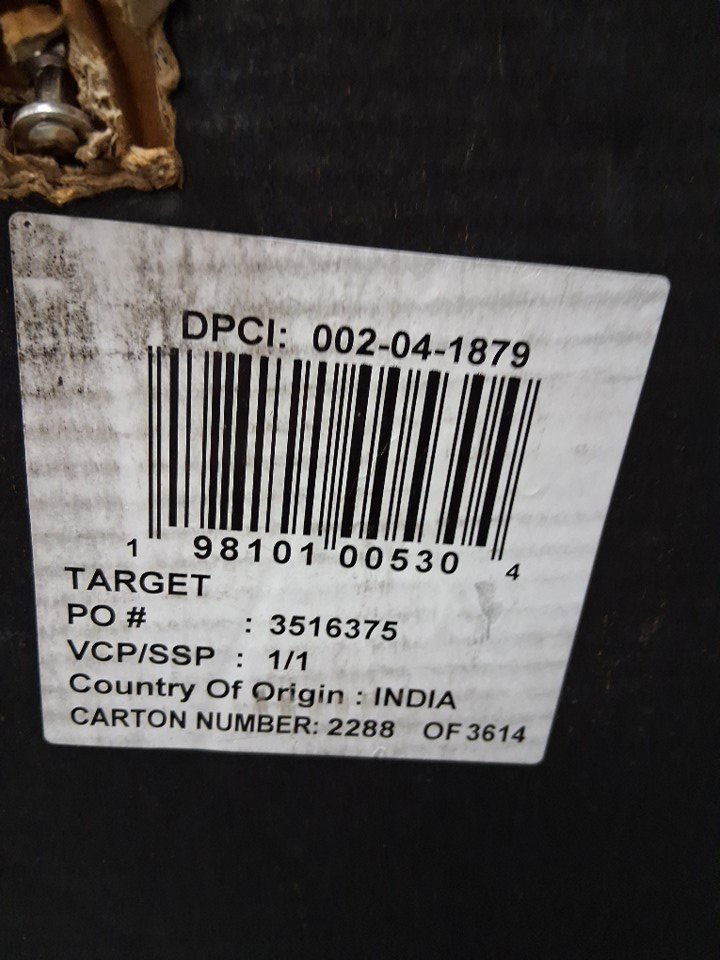 DPCI: 002-04-1879
1 98101 00530 4
TARGET
PO # : 3516375
VCP/SSP : 1/1
Country Of Origin : INDIA
CARTON NUMBER: 2288 OF 3614